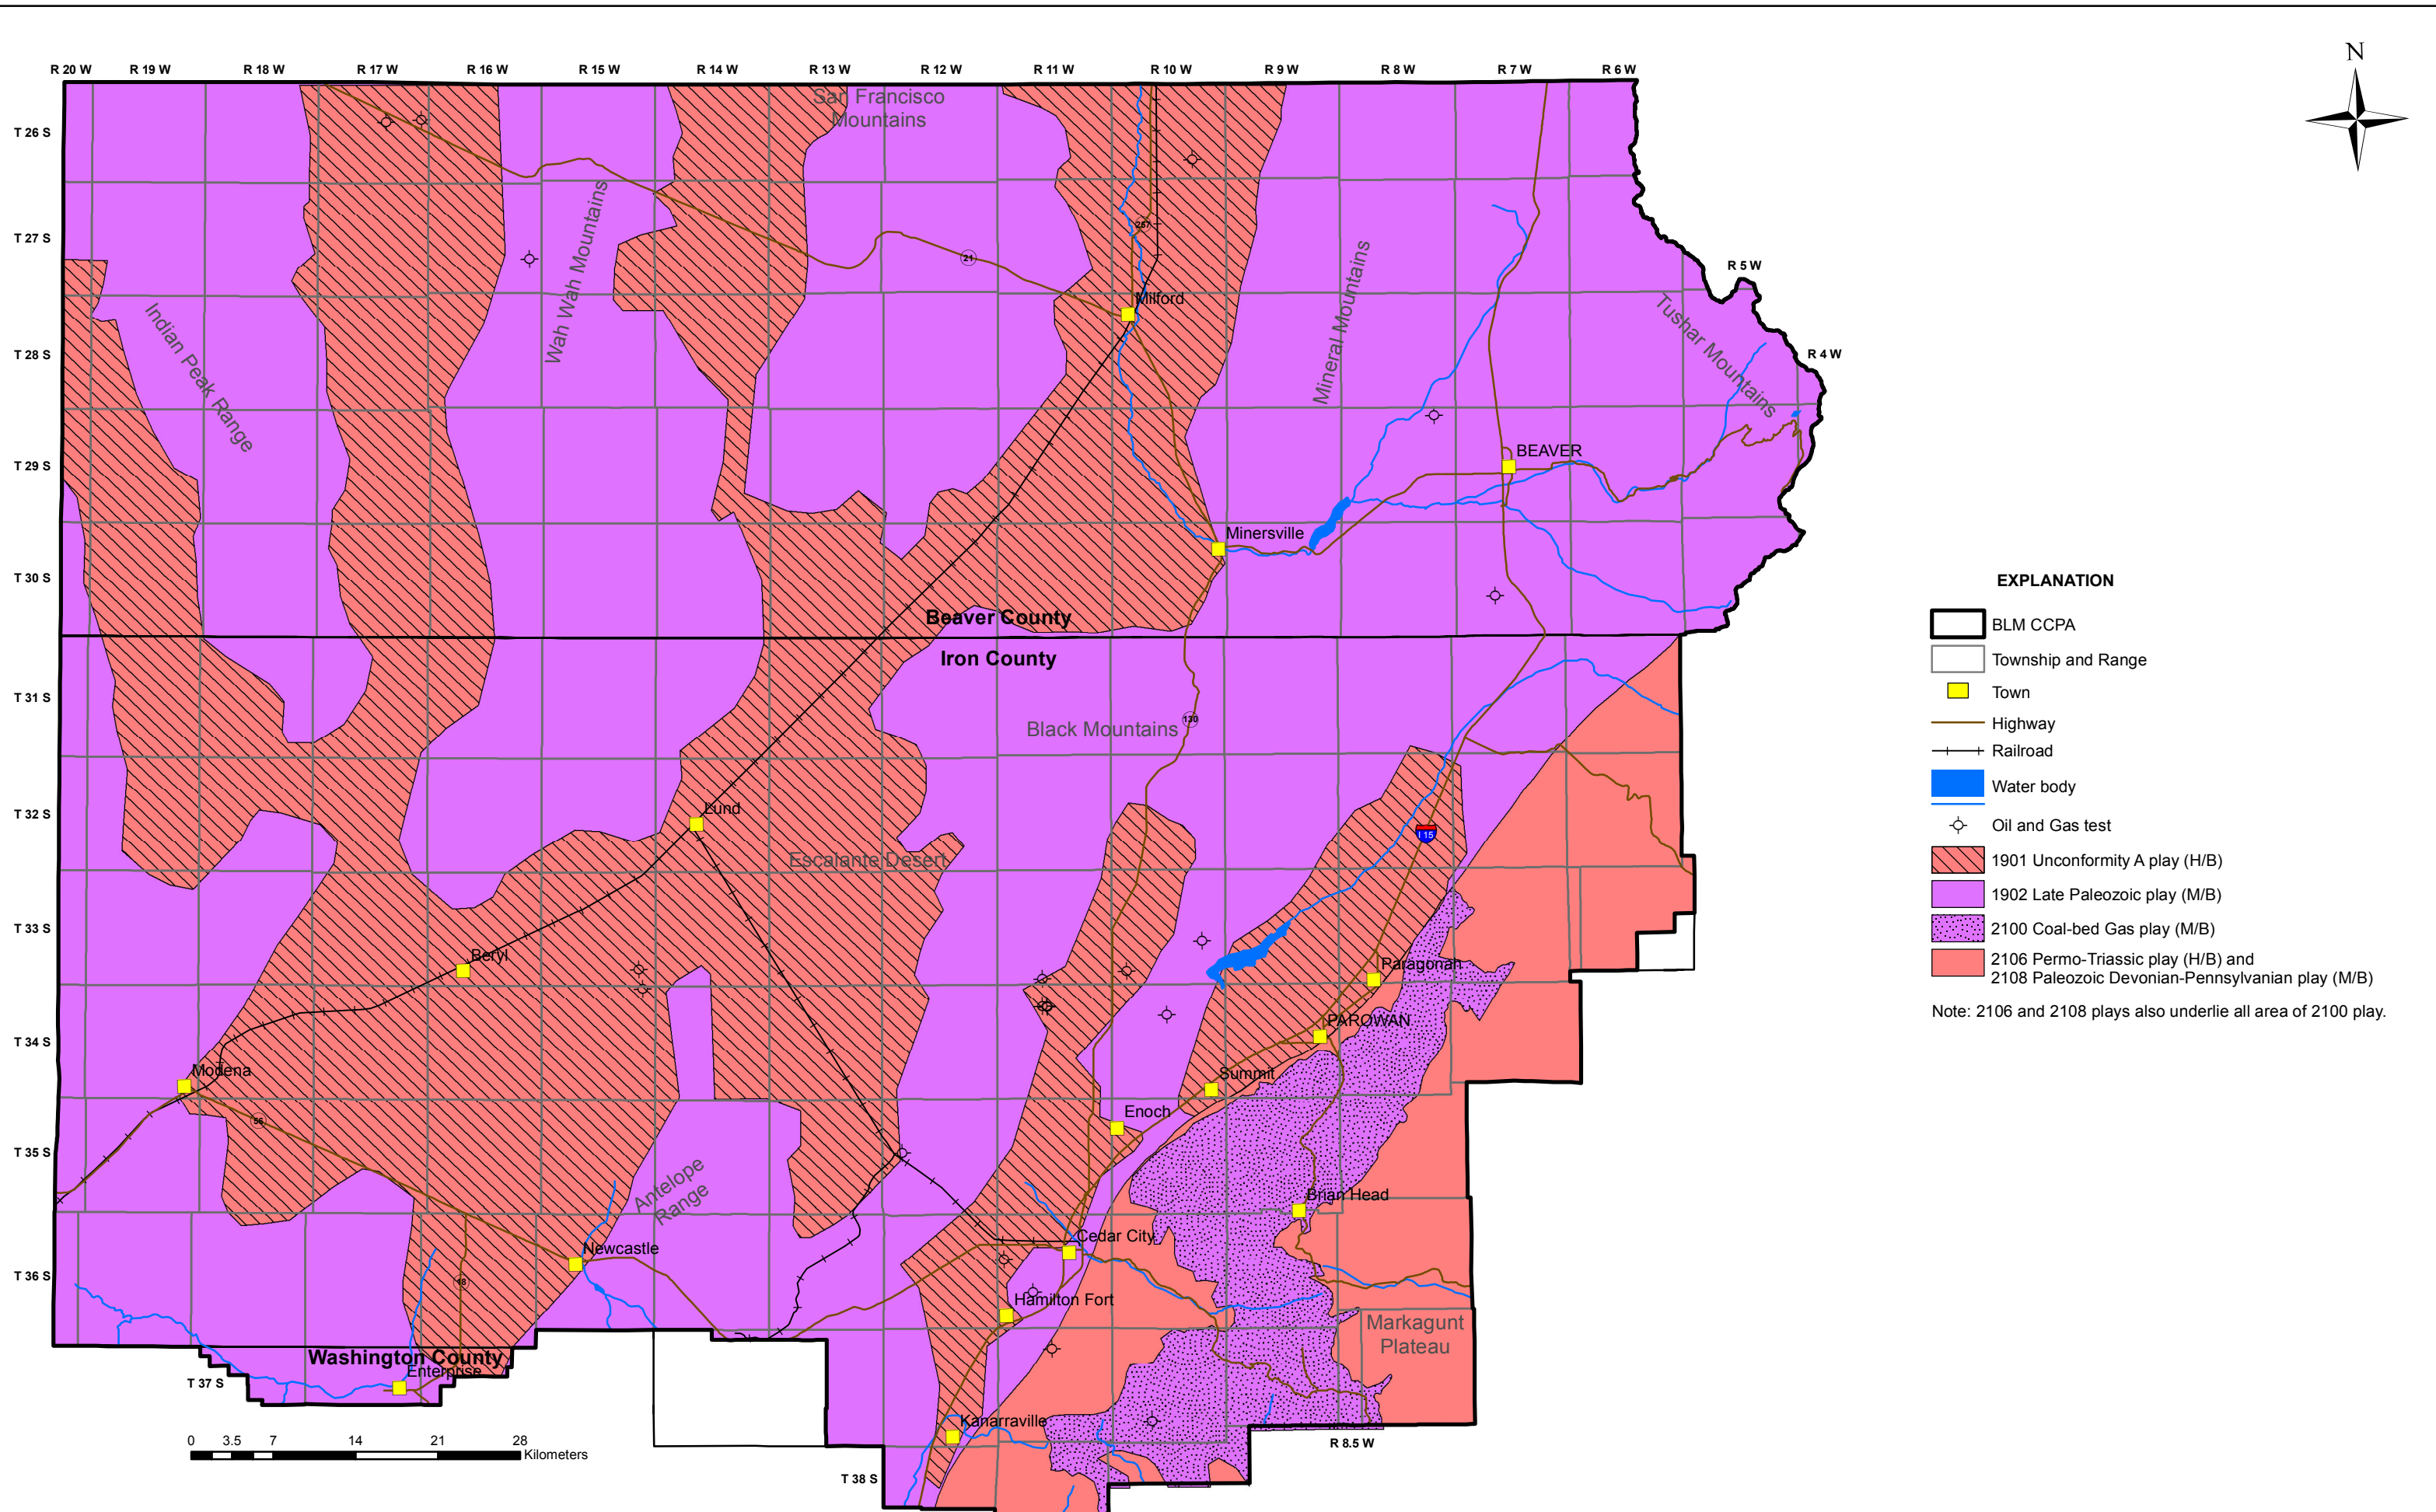 N
R 20 W R 19 W R 18 W R 17 W R 16 W R 15 W R 14 W R 13 W R 12 W R 11 W R 10 W R 9 W R 8 W R 7 W R 6 W
San Francisco
Mountains
T 26 S
T 27 S
257
21
R 5 W
Wah Wah Mountains
Mineral Mountains
Indian Peak Range
Tushar Mountains
Milford
T 28 S
R 4 W
T 29 S
BEAVER
Minersville
T 30 S
Beaver County
Iron County
T 31 S
Black Mountains
130
T 32 S
Lund
I 15
Escalante Desert
T 33 S
Beryl
Paragonah
T 34 S
PAROWAN
Modena
Summit
56
Enoch
T 35 S
Antelope
Range
Brian Head
Cedar City
Newcastle
T 36 S
18
Hamilton Fort
Markagunt
Plateau
Washington County
Enterprise
T 37 S
Kanarraville
R 8.5 W
T 38 S
0 3.5 7 14 21 28
Kilometers
EXPLANATION
BLM CCPA
Township and Range
Town
Highway
Railroad
Water body
Oil and Gas test
1901 Unconformity A play (H/B)
1902 Late Paleozoic play (M/B)
2100 Coal-bed Gas play (M/B)
2106 Permo-Triassic play (H/B) and
2108 Paleozoic Devonian-Pennsylvanian play (M/B)
Note: 2106 and 2108 plays also underlie all area of 2100 play.